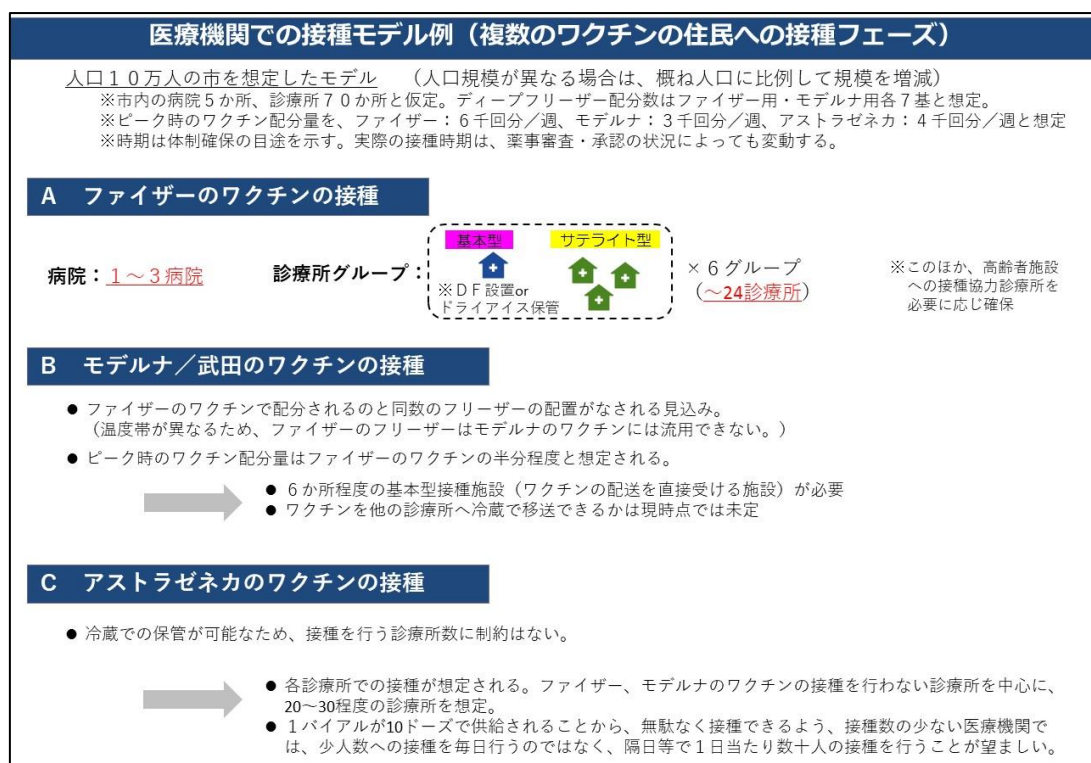 医療機関での接種モデル例（複数のワクチンの住民への接種フェーズ）
人口１０万人の市を想定したモデル　（人口規模が異なる場合は、概ね人口に比例して規模を増減）
※市内の病院５か所、診療所７０か所と仮定。ディープフリーザー配分数はファイザー用・モデルナ用各７基と想定。
※ピーク時のワクチン配分量を、ファイザー：６千回分／週、モデルナ：３千回分／週、アストラゼネカ：４千回分／週と想定
※時期は体制確保の目途を示す。実際の接種時期は、薬事審査・承認の状況によっても変動する。
A　ファイザーのワクチンの接種
病院：１～３病院
診療所グループ：
基本型
※ＤＦ設置or
ドライアイス保管
サテライト型
×６グループ
（～24診療所）
※このほか、高齢者施設
への接種協力診療所を
必要に応じ確保
B　モデルナ／武田のワクチンの接種
● ファイザーのワクチンで配分されるのと同数のフリーザーの配置がなされる見込み。
（温度帯が異なるため、ファイザーのフリーザーはモデルナのワクチンには流用できない。）
● ピーク時のワクチン配分量はファイザーのワクチンの半分程度と想定される。
● ６か所程度の基本型接種施設（ワクチンの配送を直接受ける施設）が必要
● ワクチンを他の診療所へ冷蔵で移送できるかは現時点では未定
C　アストラゼネカのワクチンの接種
● 冷蔵での保管が可能なため、接種を行う診療所数に制約はない。
● 各診療所での接種が想定される。ファイザー、モデルナのワクチンの接種を行わない診療所を中心に、
20～30程度の診療所を想定。
● １バイアルが10ドーズで供給されることから、無駄なく接種できるよう、接種数の少ない医療機関で
は、少人数への接種を毎日行うのではなく、隔日等で１日当たり数十人の接種を行うことが望ましい。